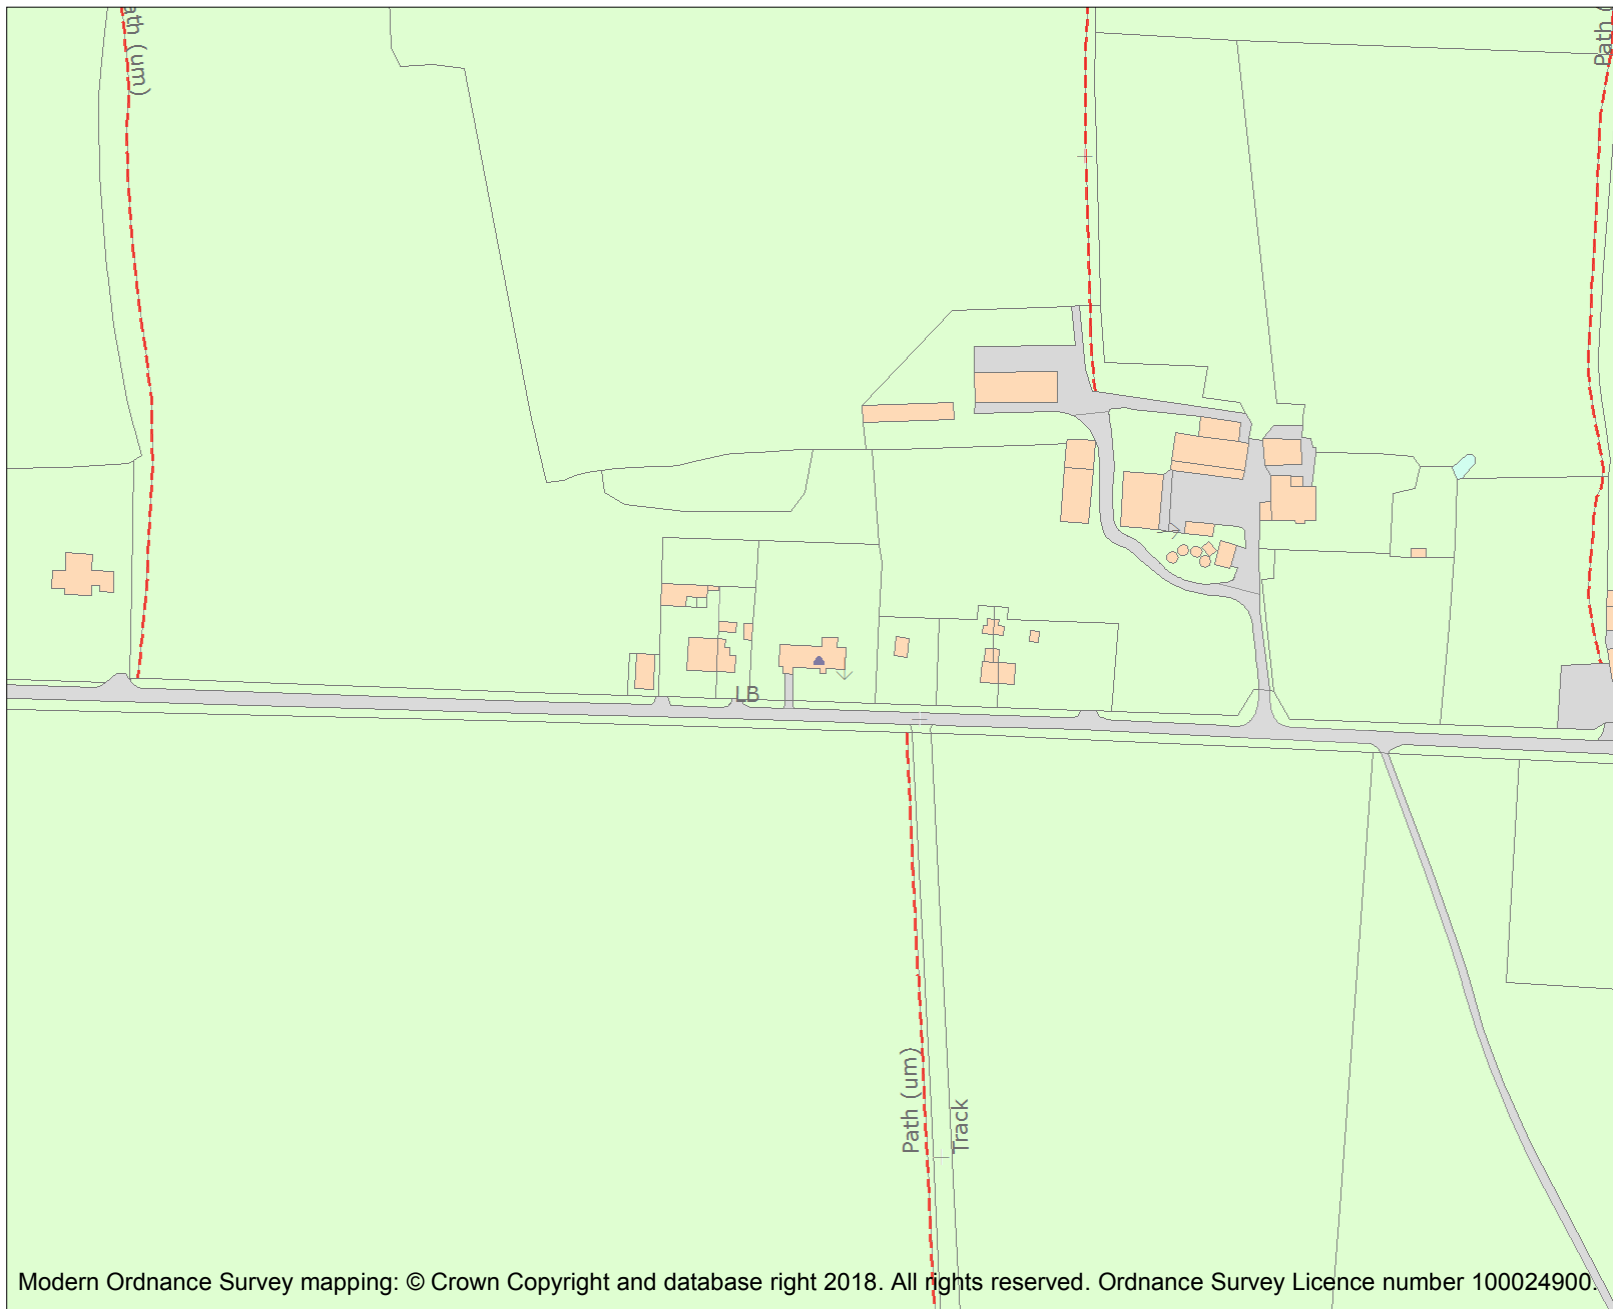 ath (um)
Path (
LB
Path (um)
Track
Modern Ordnance Survey mapping: © Crown Copyright and database right 2018. All rights reserved. Ordnance Survey Licence number 100024900.